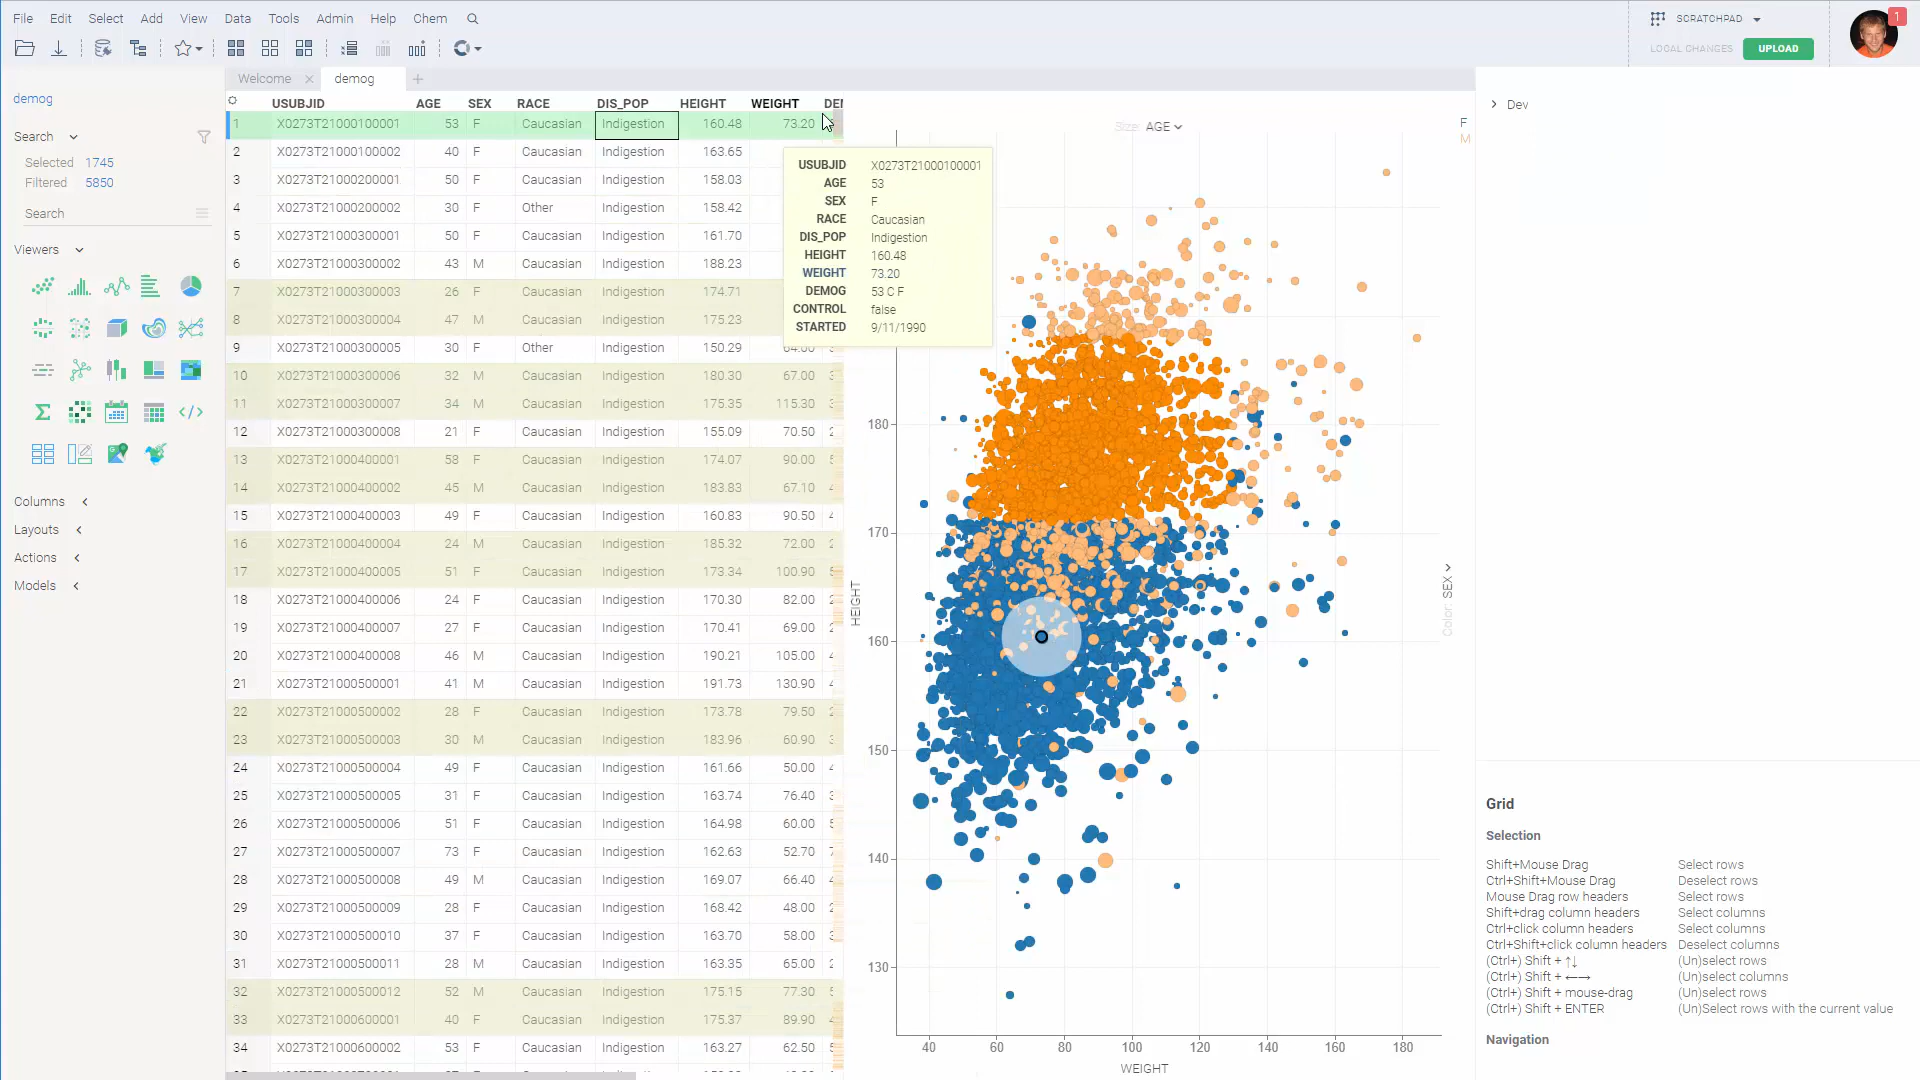 File Edit Select Add View Data Tools Admin Help Chem
SCRATCHPAD
1
LOCAL CHANGES UPLOAD
Welcome demog
demog
Search
Selected 1745
Filtered 5850
Search
Viewers
Columns
Layouts
Actions
Models
USUBJID AGE SEX RACE DIS_POP HEIGHT WEIGHT
1 X0273T21000100001 53 F Caucasian Indigestion 160.48 73.20
2 X0273T21000100002 40 F Caucasian Indigestion 163.65
3 X0273T21000200001 50 F Caucasian Indigestion 158.03
4 X0273T21000200002 30 F Other Indigestion 158.42
5 X0273T21000300001 50 F Caucasian Indigestion 161.70
6 X0273T21000300002 43 M Caucasian Indigestion 188.23
7 X0273T21000300003 26 F Caucasian Indigestion 174.71
8 X0273T21000300004 47 M Caucasian Indigestion 175.23
9 X0273T21000300005 30 F Other Indigestion 150.29
10 X0273T21000300006 32 M Caucasian Indigestion 180.30 67.00
11 X0273T21000300007 34 M Caucasian Indigestion 175.35 115.30
12 X0273T21000300008 21 F Caucasian Indigestion 155.09 70.50
13 X0273T21000400001 58 F Caucasian Indigestion 174.07 90.00
14 X0273T21000400002 45 M Caucasian Indigestion 183.83 67.10
15 X0273T21000400003 49 F Caucasian Indigestion 160.83 90.50
16 X0273T21000400004 24 M Caucasian Indigestion 185.32 72.00
17 X0273T21000400005 51 F Caucasian Indigestion 173.34 100.90
18 X0273T21000400006 24 F Caucasian Indigestion 170.30 82.00
19 X0273T21000400007 27 F Caucasian Indigestion 170.41 69.00
20 X0273T21000400008 46 M Caucasian Indigestion 190.21 105.00
21 X0273T21000500001 41 M Caucasian Indigestion 191.73 130.90
22 X0273T21000500002 28 F Caucasian Indigestion 173.78 79.50
23 X0273T21000500003 30 M Caucasian Indigestion 183.96 60.90
24 X0273T21000500004 49 F Caucasian Indigestion 161.66 50.00
25 X0273T21000500005 31 F Caucasian Indigestion 163.74 76.40
26 X0273T21000500006 51 F Caucasian Indigestion 164.98 60.00
27 X0273T21000500007 73 F Caucasian Indigestion 162.63 52.70
28 X0273T21000500008 49 M Caucasian Indigestion 169.07 66.40
29 X0273T21000500009 28 F Caucasian Indigestion 168.42 48.00
30 X0273T21000500010 37 F Caucasian Indigestion 163.70 58.00
31 X0273T21000500011 28 M Caucasian Indigestion 163.35 65.00
32 X0273T21000500012 52 M Caucasian Indigestion 175.15 77.30
33 X0273T21000600001 40 F Caucasian Indigestion 175.37 89.90
34 X0273T21000600002 53 F Caucasian Indigestion 163.27 62.50
USUBJID X0273T21000100001
AGE 53
SEX F
RACE Caucasian
DIS_POP Indigestion
HEIGHT 160.48
WEIGHT 73.20
DEMOG 53 C F
CONTROL false
STARTED 9/11/1990
Size: AGE
F
M
180
170
160
150
140
130
HEIGHT
Color: SEX
40 60 80 100 120 140 160 180
WEIGHT
Dev
Grid
Selection
Shift+Mouse Drag Select rows
Ctrl+Shift+Mouse Drag Deselect rows
Mouse Drag row headers Select rows
Shift+drag column headers Select columns
Ctrl+click column headers Select columns
Ctrl+Shift+click column headers Deselect columns
(Ctrl+) Shift + ↑↓ (Un)select rows
(Ctrl+) Shift + ←→ (Un)select columns
(Ctrl+) Shift + mouse-drag (Un)select rows
(Ctrl+) Shift + ENTER (Un)Select rows with the current value
Navigation